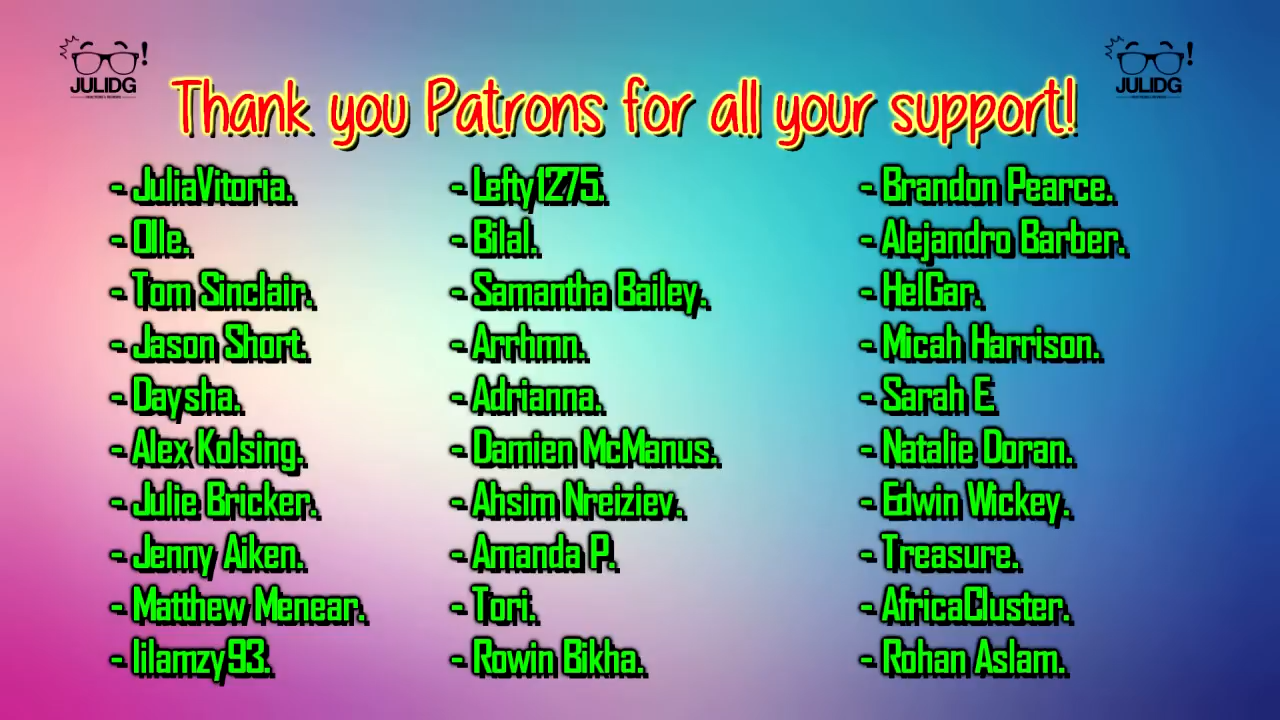 JULIDG
JULIDG
Thank you Patrons for all your support!
- JuliaVitoria.
- Olle.
- Tom Sinclair.
- Jason Short.
- Daysha.
- Alex Kolsing.
- Julie Bricker.
- Jenny Aiken.
- Matthew Menear.
- lilamzy93.
- Lefty1275.
- Bilal.
- Samantha Bailey.
- Arrhmn.
- Adrianna.
- Damien McManus.
- Ahsim Nreiziev.
- Amanda P.
- Tori.
- Rowin Bikha.
- Brandon Pearce.
- Alejandro Barber.
- HelGar.
- Micah Harrison.
- Sarah E.
- Natalie Doran.
- Edwin Wickey.
- Treasure.
- AfricaCluster.
- Rohan Aslam.